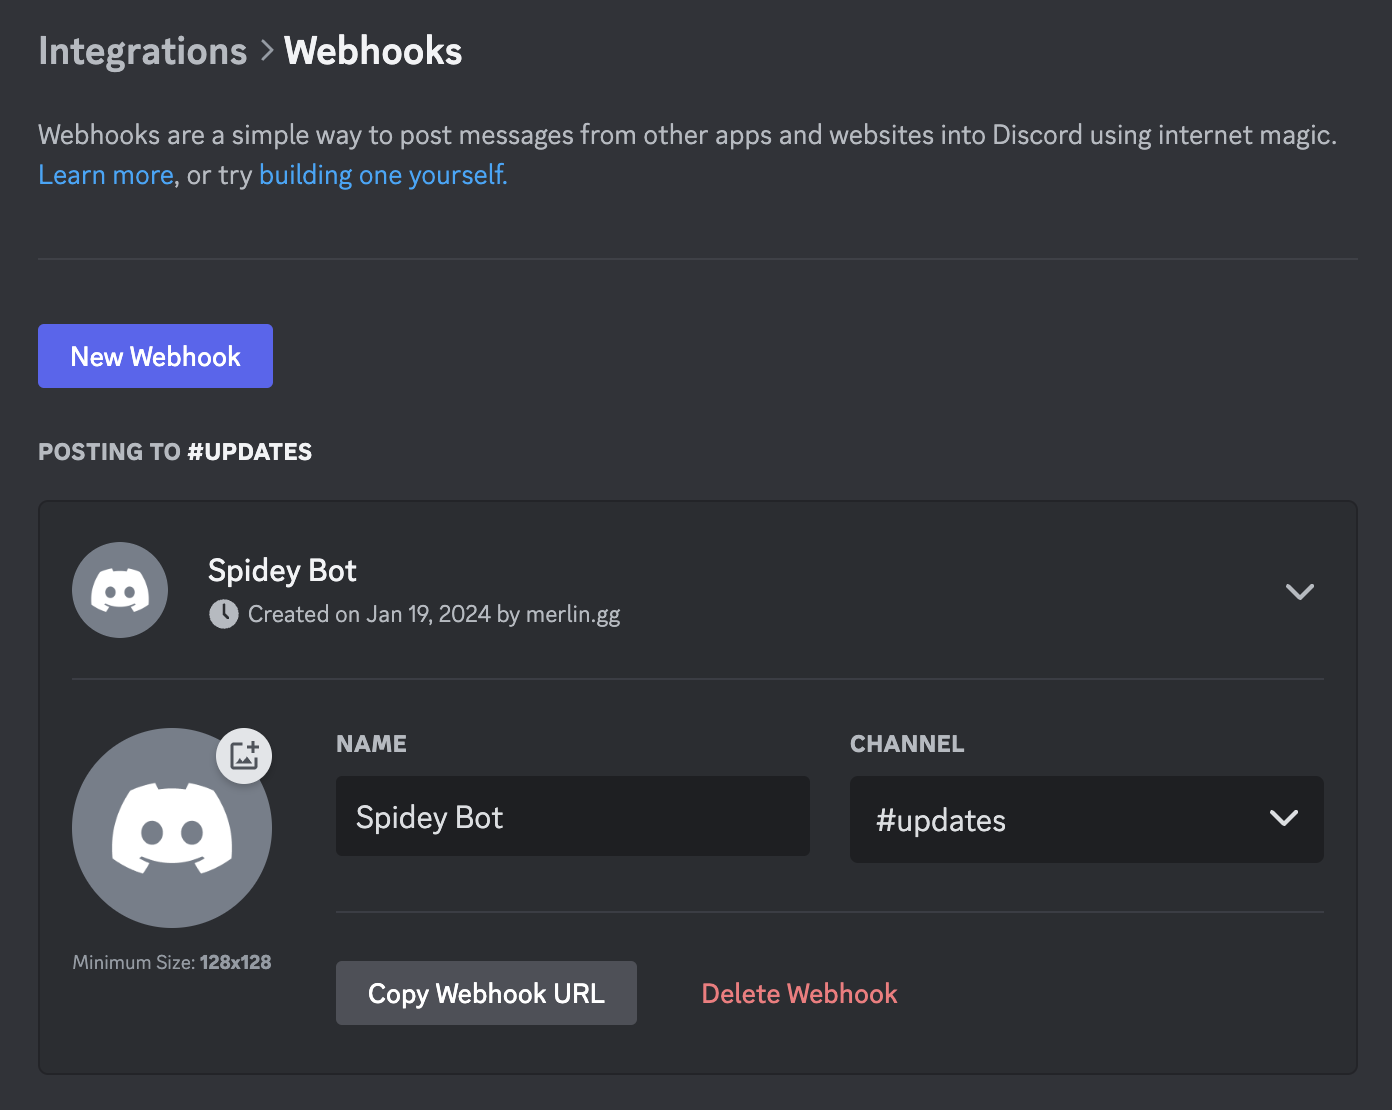 Integrations > Webhooks
Webhooks are a simple way to post messages from other apps and websites into Discord using internet magic.
Learn more, or try building one yourself.
New Webhook
POSTING TO #UPDATES
Spidey Bot
Created on Jan 19, 2024 by merlin.gg
NAME
CHANNEL
Spidey Bot
#updates
Minimum Size: 128x128
Copy Webhook URL
Delete Webhook